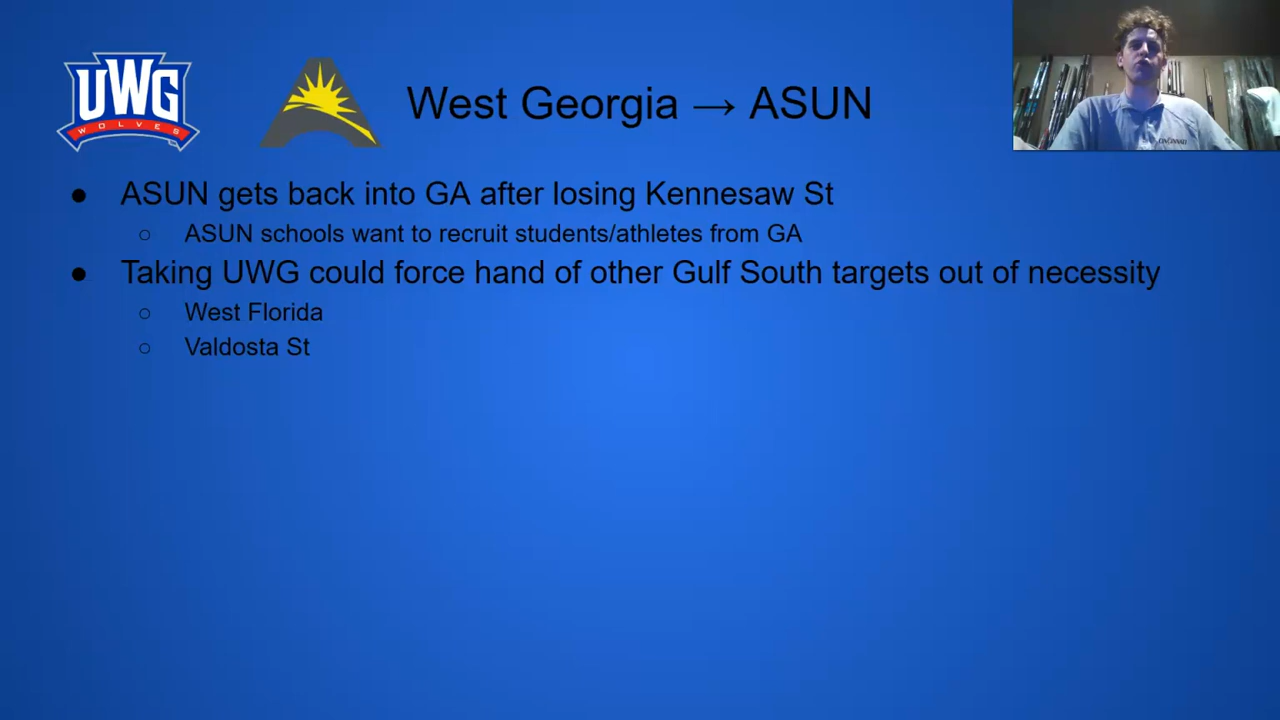 UWG
WOLVES
West Georgia → ASUN
● ASUN gets back into GA after losing Kennesaw St
○ ASUN schools want to recruit students/athletes from GA
● Taking UWG could force hand of other Gulf South targets out of necessity
○ West Florida
○ Valdosta St
CINCINNATI